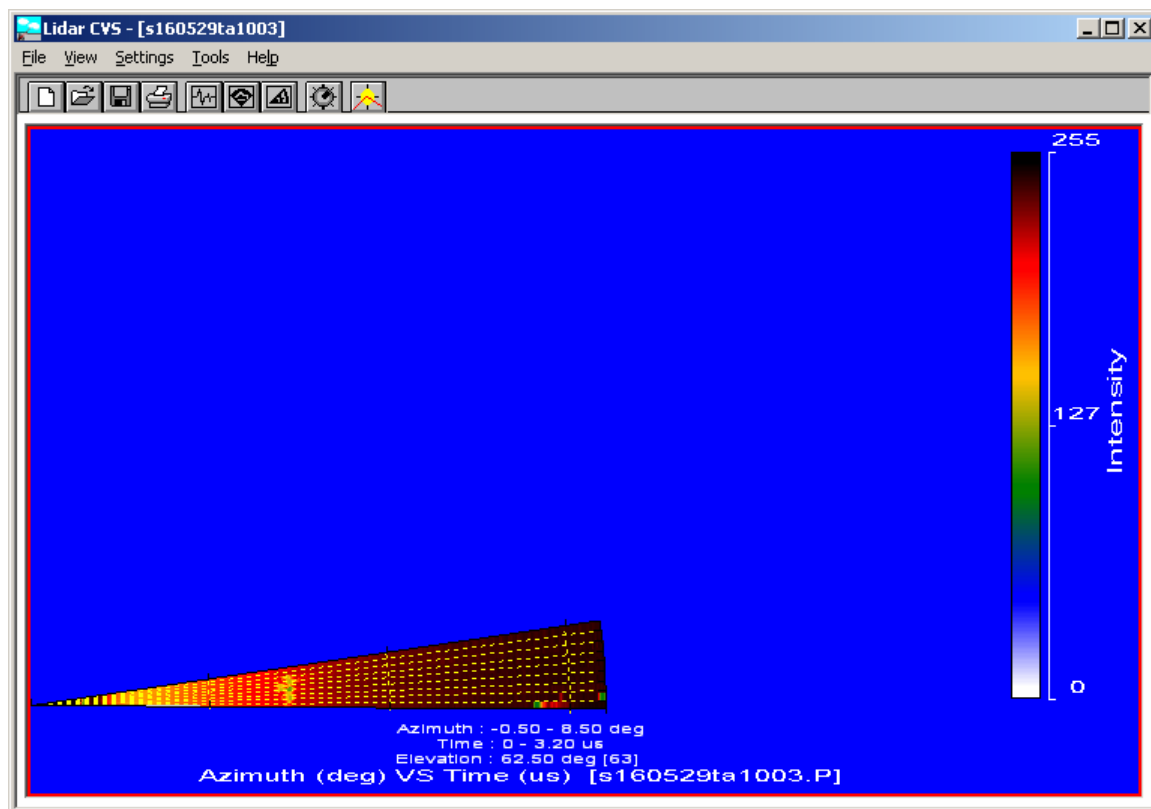 Lidar CVS - [s160529ta1003]
File View Settings Tools Help
255
127
Intensity
0
Azimuth : -0.50 - 8.50 deg
Time : 0 - 3.20 us
Elevation : 62.50 deg [63]
Azimuth (deg) VS Time (us) [s160529ta1003.P]